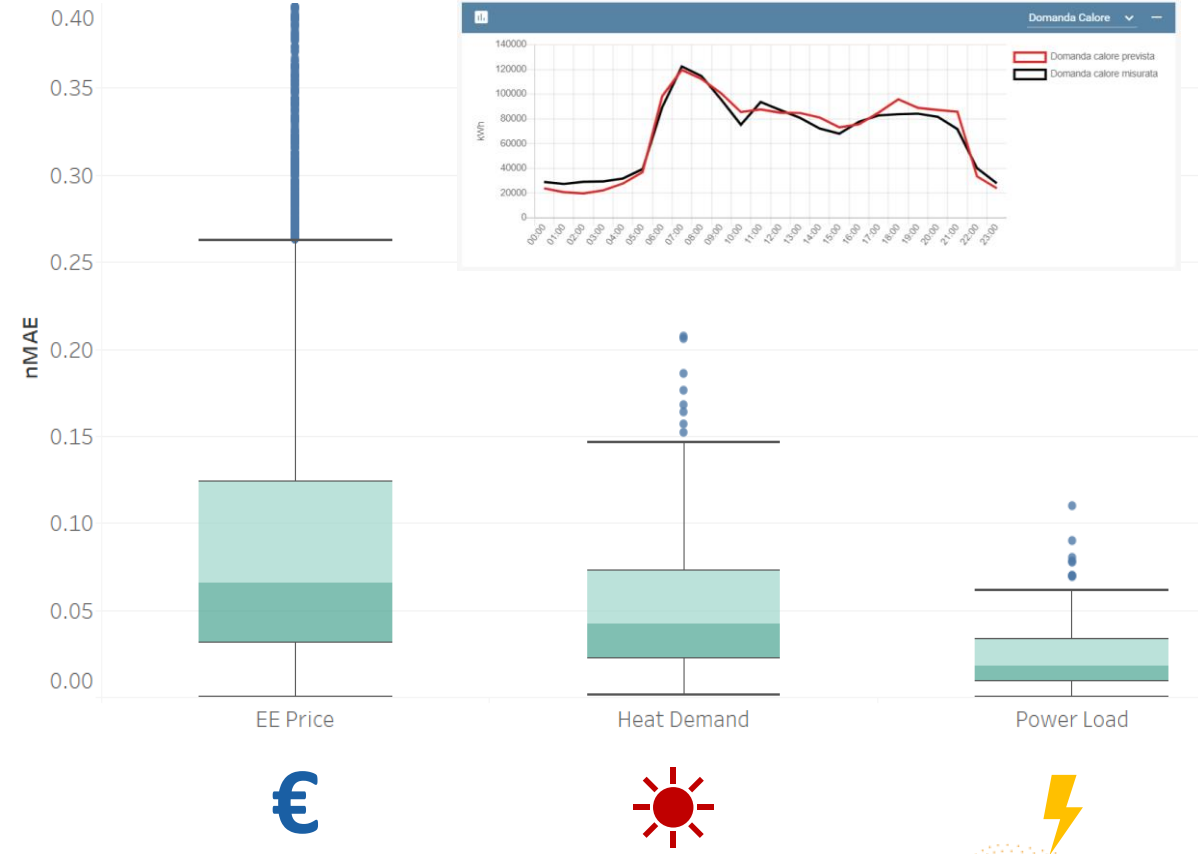 nMAE
0.40
0.35
0.30
0.25
0.20
0.15
0.10
0.05
0.00
Domanda Calore
kWh
140000
120000
100000
80000
60000
40000
20000
0
00:00 01:00 02:00 03:00 04:00 05:00 06:00 07:00 08:00 09:00 10:00 11:00 12:00 13:00 14:00 15:00 16:00 17:00 18:00 19:00 20:00 21:00 22:00 23:00
Domanda calore prevista
Domanda calore misurata
EE Price
Heat Demand
Power Load
€